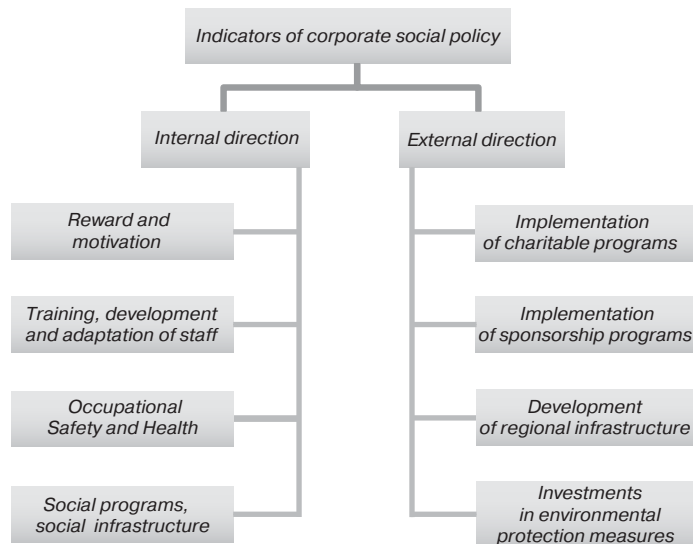 Indicators of corporate social policy
Internal direction
External direction
Reward and
motivation
Training, development
and adaptation of staff
Occupational
Safety and Health
Social programs,
social infrastructure
Implementation
of charitable programs
Implementation
of sponsorship programs
Development
of regional infrastructure
Investments
in environmental
protection measures